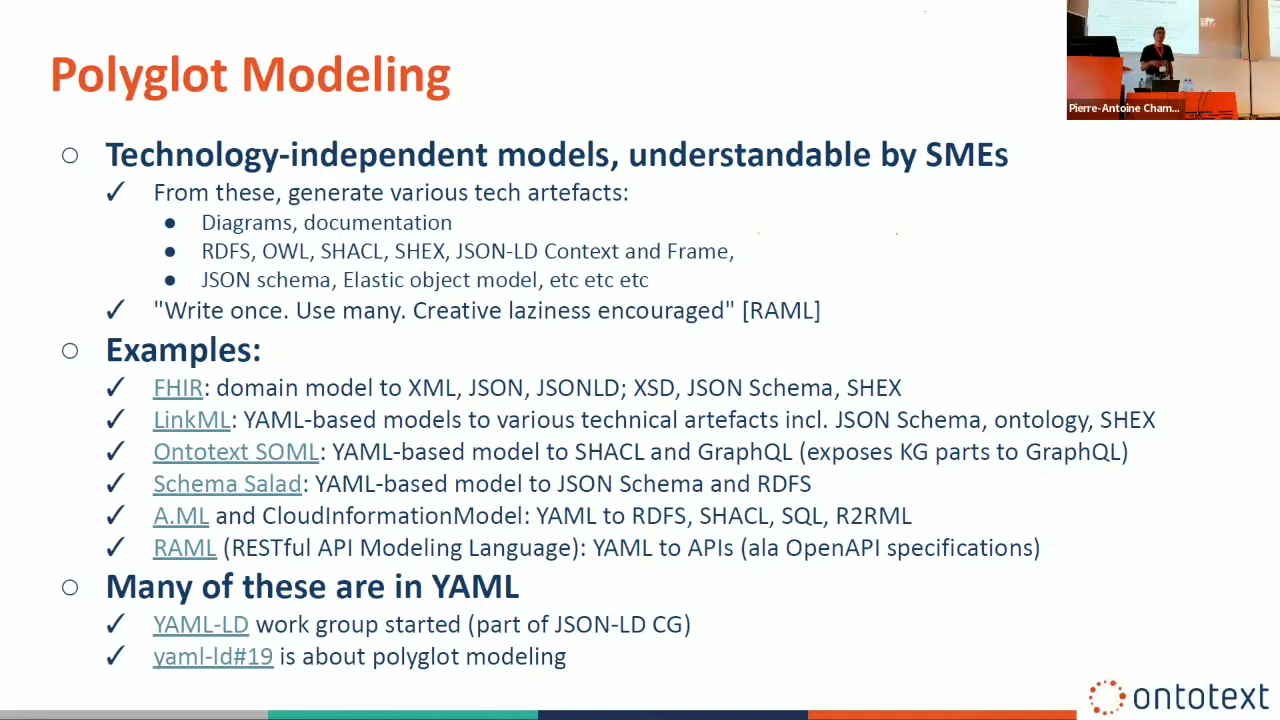 Polyglot Modeling
Pierre-Antoine Cham...
○ Technology-independent models, understandable by SMEs
✓ From these, generate various tech artefacts:
● Diagrams, documentation
● RDFS, OWL, SHACL, SHEX, JSON-LD Context and Frame,
● JSON schema, Elastic object model, etc etc etc
✓ "Write once. Use many. Creative laziness encouraged" [RAML]
○ Examples:
✓ FHIR: domain model to XML, JSON, JSONLD; XSD, JSON Schema, SHEX
✓ LinkML: YAML-based models to various technical artefacts incl. JSON Schema, ontology, SHEX
✓ Ontotext SOML: YAML-based model to SHACL and GraphQL (exposes KG parts to GraphQL)
✓ Schema Salad: YAML-based model to JSON Schema and RDFS
✓ A.ML and CloudInformationModel: YAML to RDFS, SHACL, SQL, R2RML
✓ RAML (RESTful API Modeling Language): YAML to APIs (ala OpenAPI specifications)
○ Many of these are in YAML
✓ YAML-LD work group started (part of JSON-LD CG)
✓ yaml-ld#19 is about polyglot modeling
ontotext